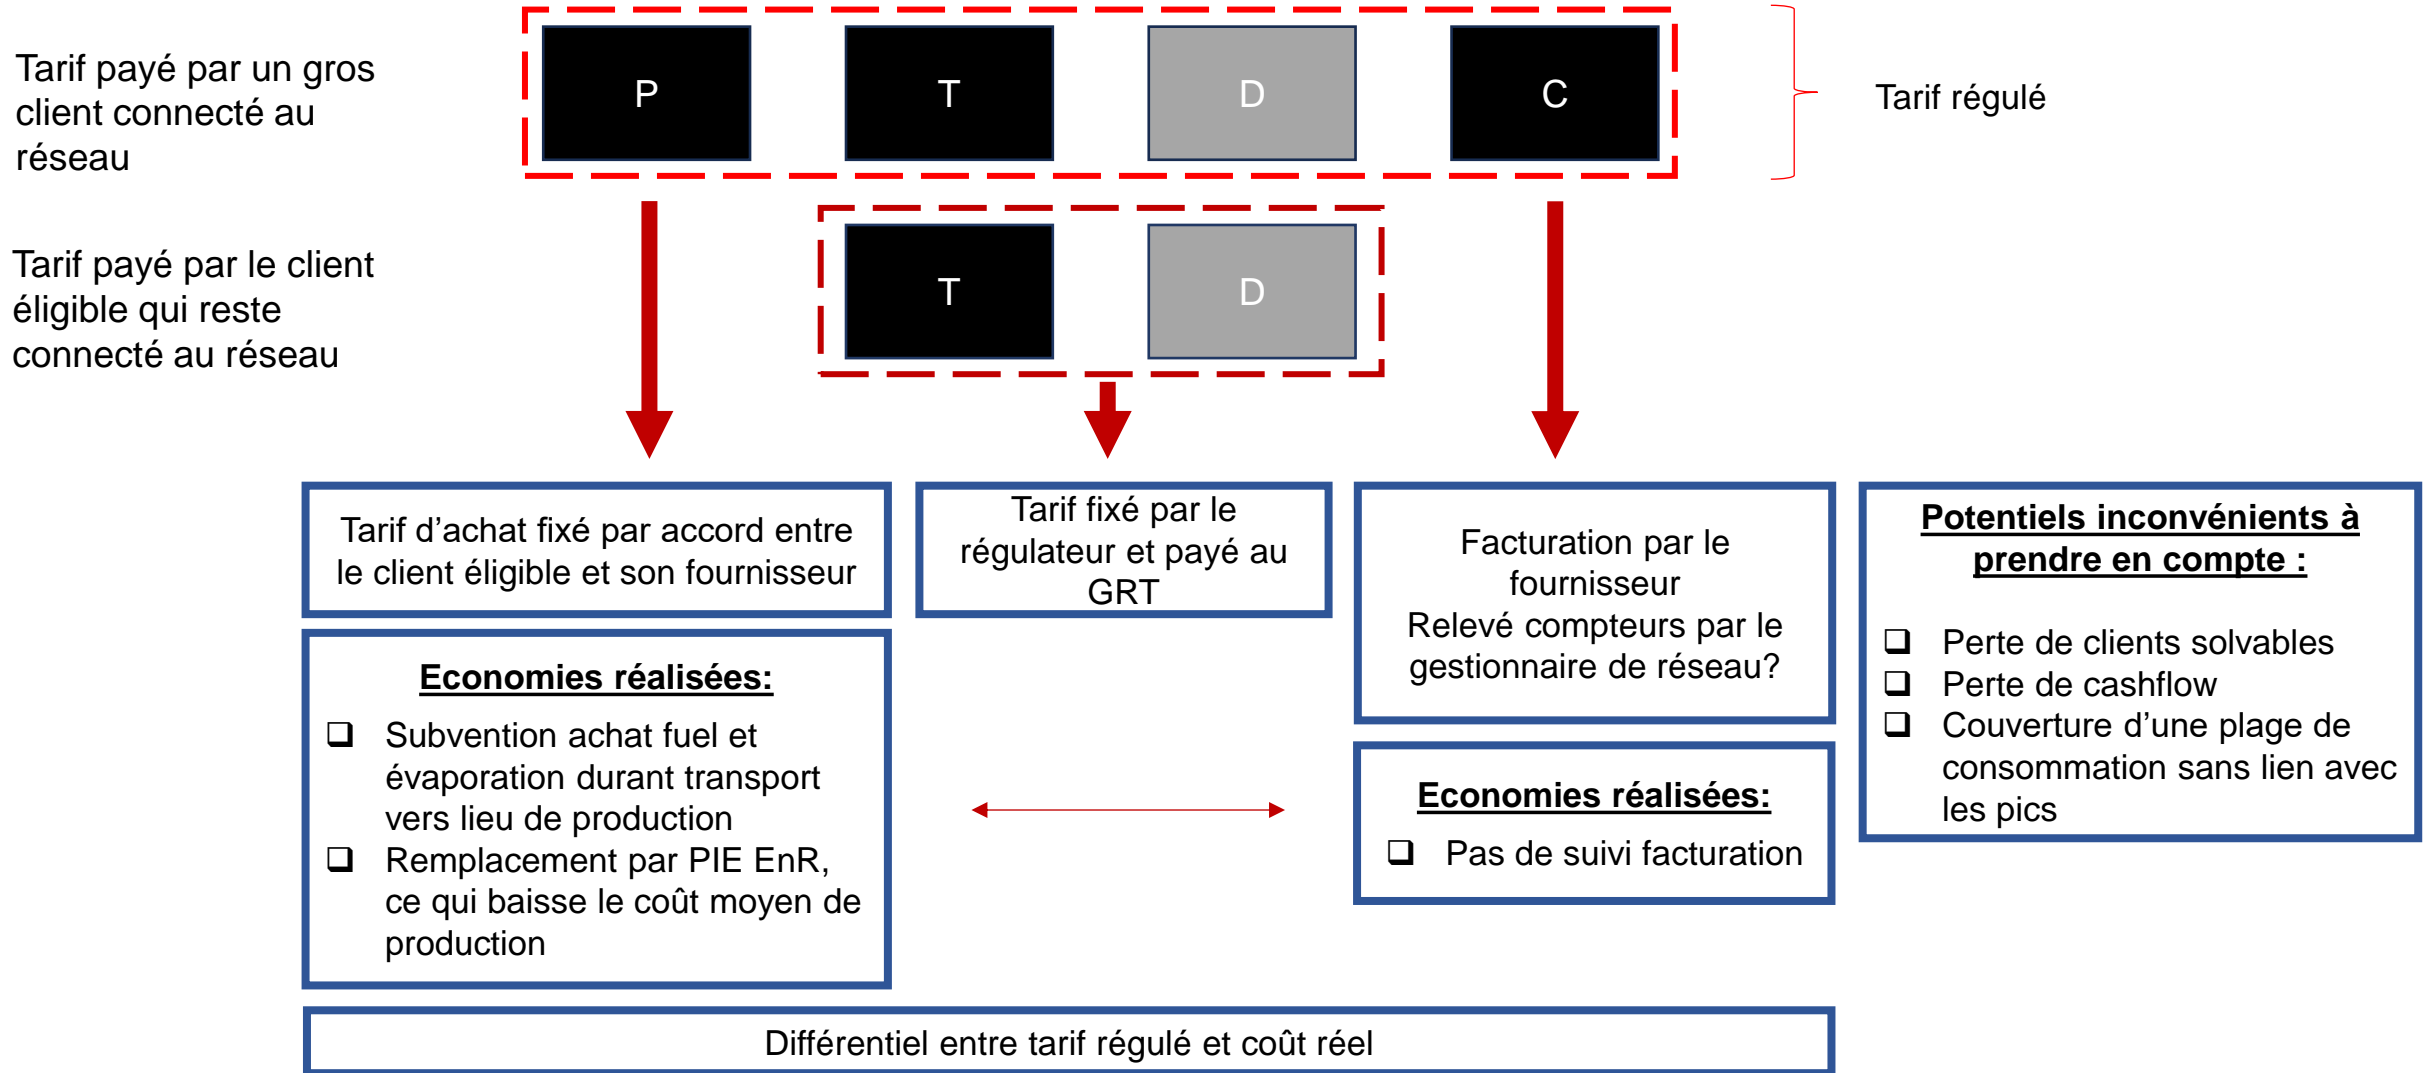 Tarif payé par un gros
client connecté au
réseau
P
T
D
C
Tarif régulé
Tarif payé par le client
éligible qui reste
connecté au réseau
T
D
Tarif d’achat fixé par accord entre
le client éligible et son fournisseur
Tarif fixé par le
régulateur et payé au
GRT
Facturation par le
fournisseur
Relevé compteurs par le
gestionnaire de réseau?
Potentiels inconvénients à
prendre en compte :
Perte de clients solvables
Perte de cashflow
Couverture d’une plage de
consommation sans lien avec
les pics
Economies réalisées:
Subvention achat fuel et
évaporation durant transport
vers lieu de production
Remplacement par PIE EnR,
ce qui baisse le coût moyen de
production
Economies réalisées:
Pas de suivi facturation
Différentiel entre tarif régulé et coût réel